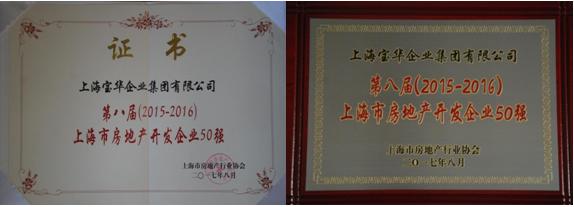 证书
上海宝华企业集团有限公司
第八届(2015-2016)
上海市房地产开发企业50强
上海市房地产行业协会
二〇一七年八月
上海宝华企业集团有限公司
第八届(2015-2016)
上海市房地产开发企业50强
上海市房地产行业协会
二〇一七年八月